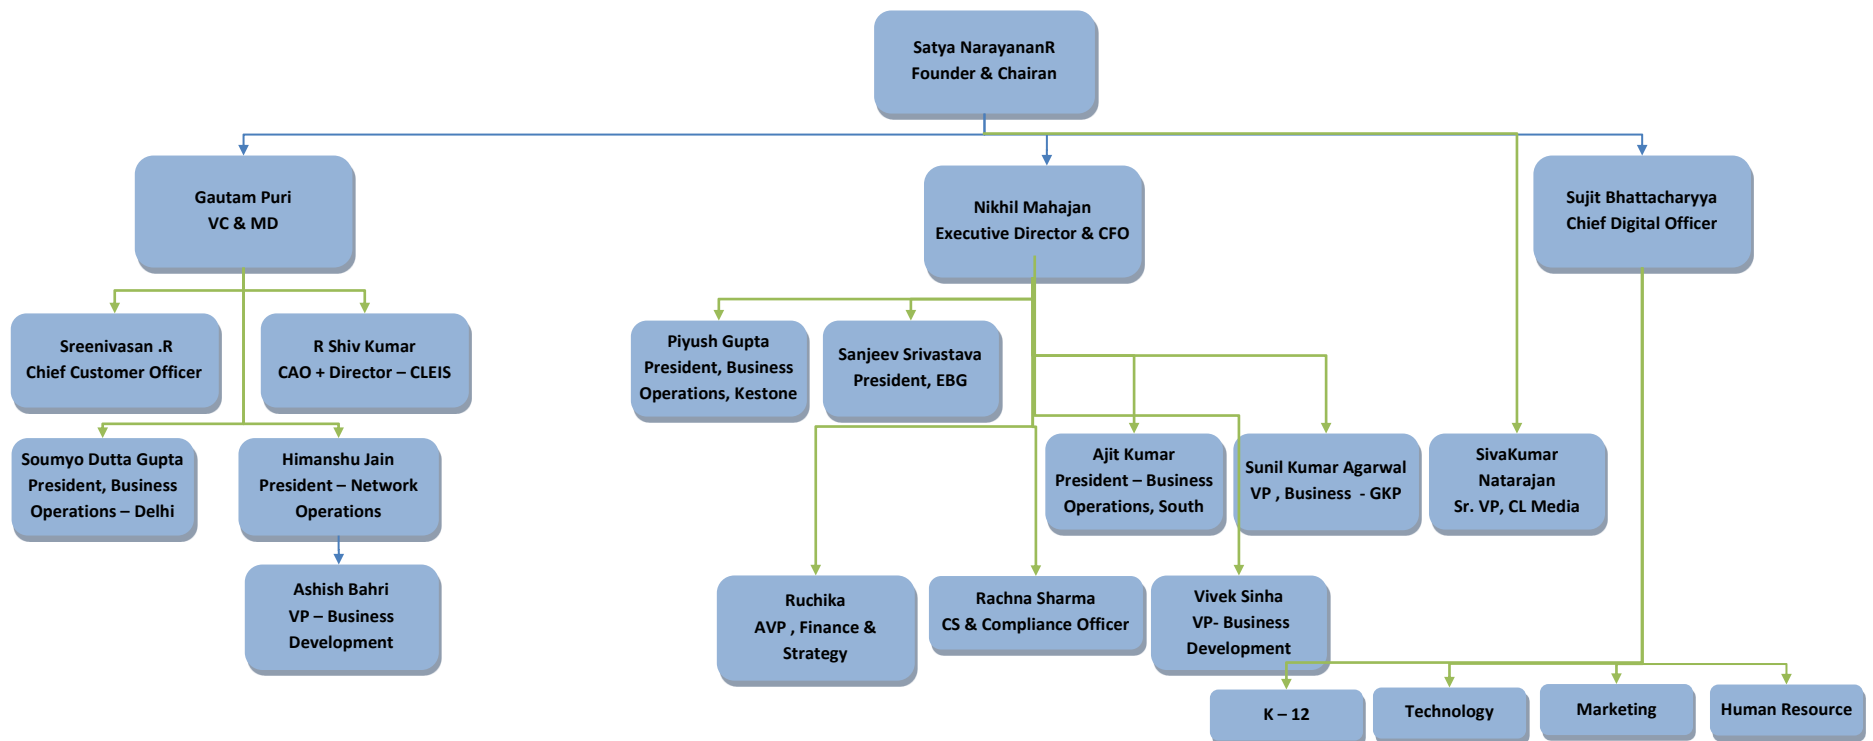 Satya NarayananR
Founder & Chairan
Gautam Puri
VC & MD
Nikhil Mahajan
Executive Director & CFO
Sujit Bhattacharyya
Chief Digital Officer
Sreenivasan .R
Chief Customer Officer
R Shiv Kumar
CAO + Director – CLEIS
Piyush Gupta
President, Business
Operations, Kestone
Sanjeev Srivastava
President, EBG
Soumyo Dutta Gupta
President, Business
Operations – Delhi
Himanshu Jain
President – Network
Operations
Ajit Kumar
President – Business
Operations, South
Sunil Kumar Agarwal
VP , Business  - GKP
SivaKumar
Natarajan
Sr. VP, CL Media
Ashish Bahri
VP – Business
Development
Ruchika
AVP , Finance &
Strategy
Rachna Sharma
CS & Compliance Officer
Vivek Sinha
VP- Business
Development
K – 12
Technology
Marketing
Human Resource